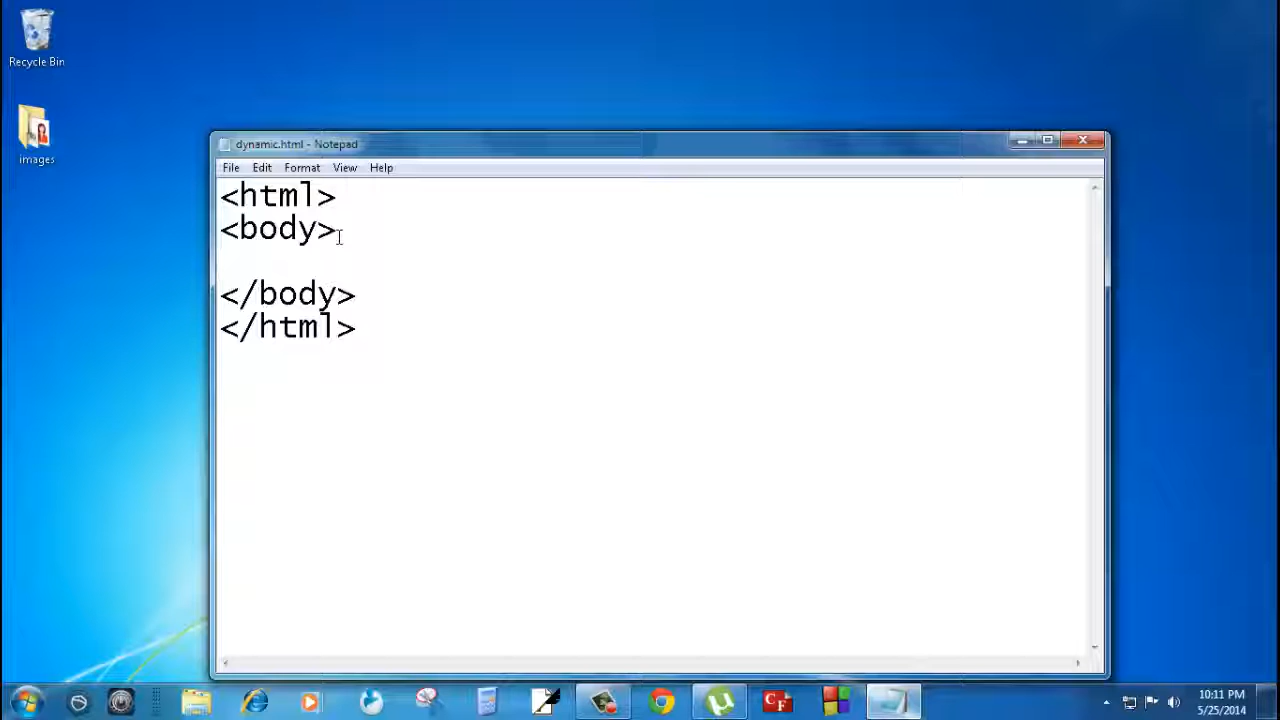 Recycle Bin
images
dynamic.html - Notepad
File Edit Format View Help
<html>
<body>
</body>
</html>
CF
10:11 PM
5/25/2014